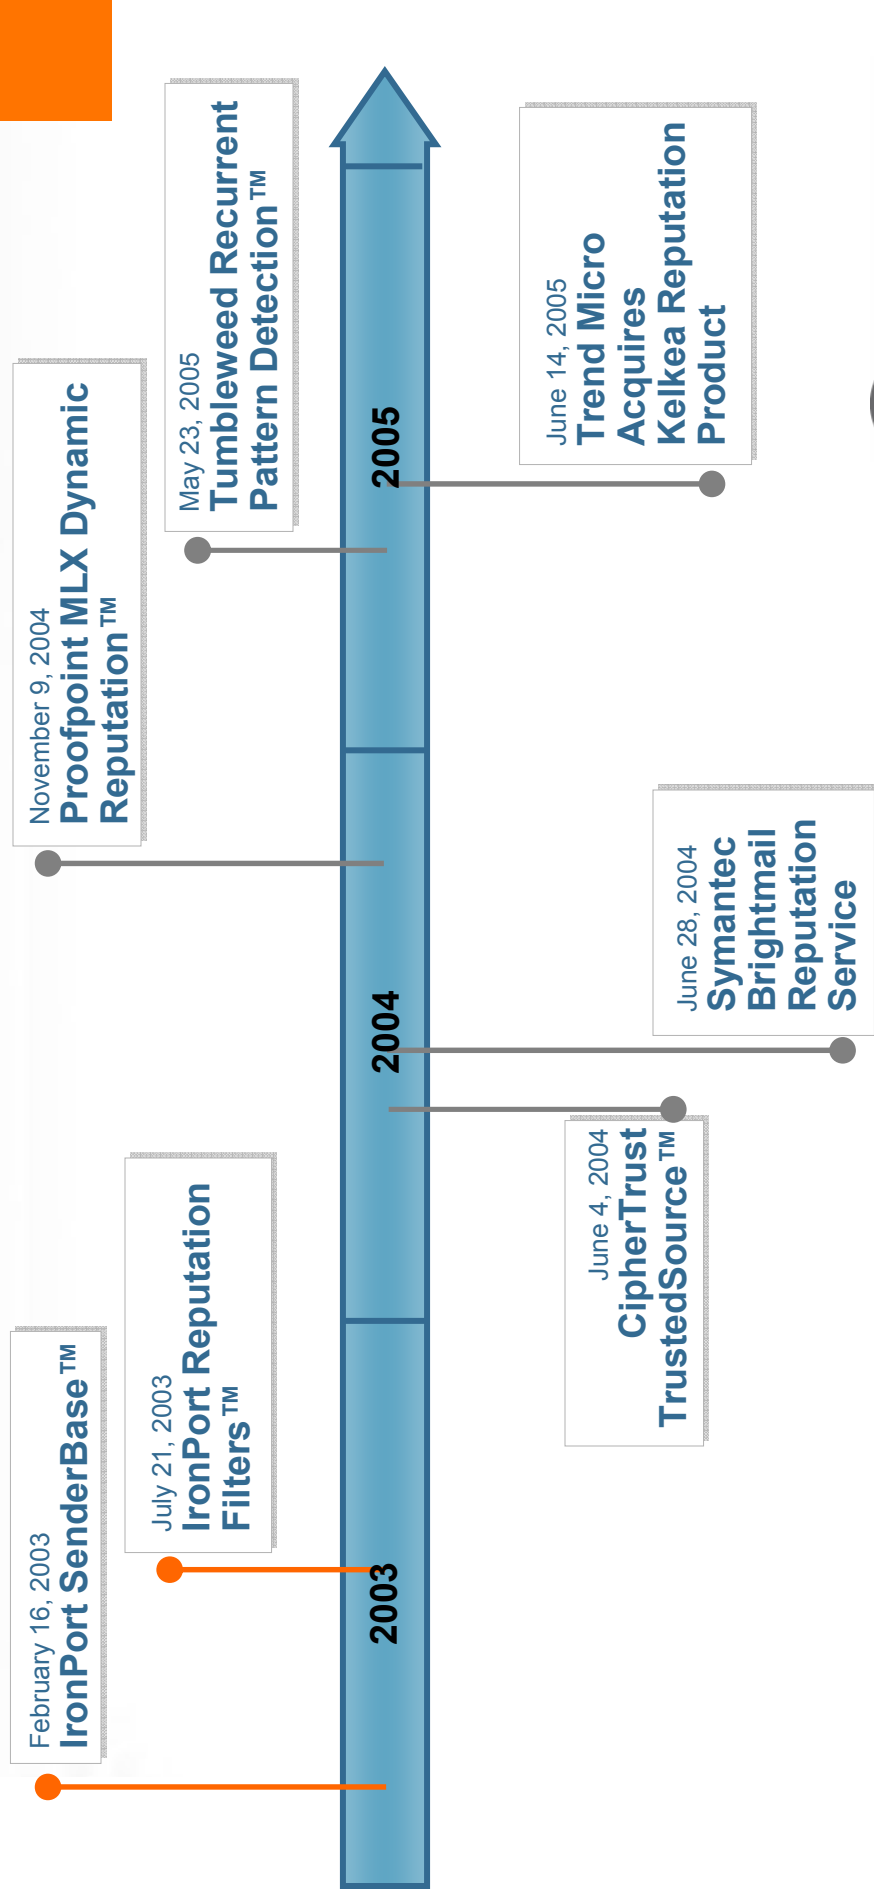 February 16, 2003
IronPort SenderBase™
July 21, 2003
IronPort Reputation
Filters™
November 9, 2004
Proofpoint MLX Dynamic
Reputation™
May 23, 2005
Tumbleweed Recurrent
Pattern Detection™
2003
2004
2005
June 4, 2004
CipherTrust
TrustedSource™
June 28, 2004
Symantec
Brightmail
Reputation
Service
June 14, 2005
Trend Micro
Acquires
Kelkea Reputation
Product